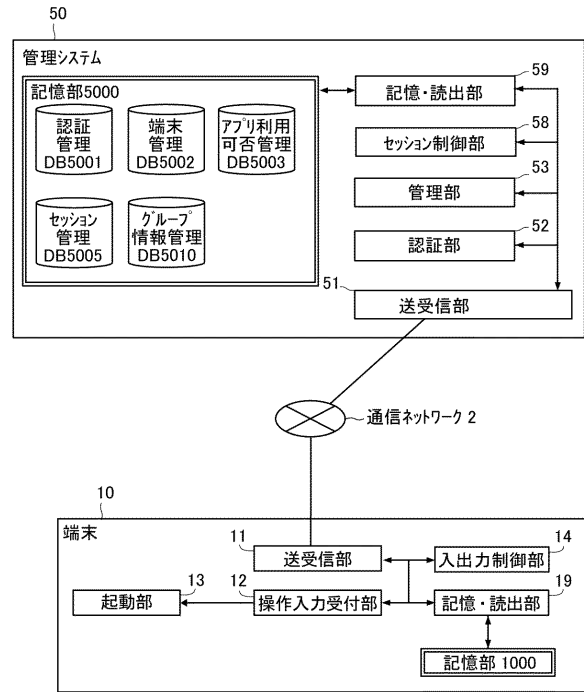 50
管理システム
記憶部5000
認証
管理
DB5001
端末
管理
DB5002
ｱﾌﾟﾘ利用
可否管理
DB5003
ｾｯｼｮﾝ
管理
DB5005
ｸﾞﾙｰﾌﾟ
情報管理
DB5010
59
記憶・読出部
58
ｾｯｼｮﾝ制御部
53
管理部
52
認証部
51
送受信部
通信ﾈｯﾄﾜｰｸ 2
10
端末
11
送受信部
14
入出力制御部
13
起動部
12
操作入力受付部
19
記憶・読出部
記憶部 1000